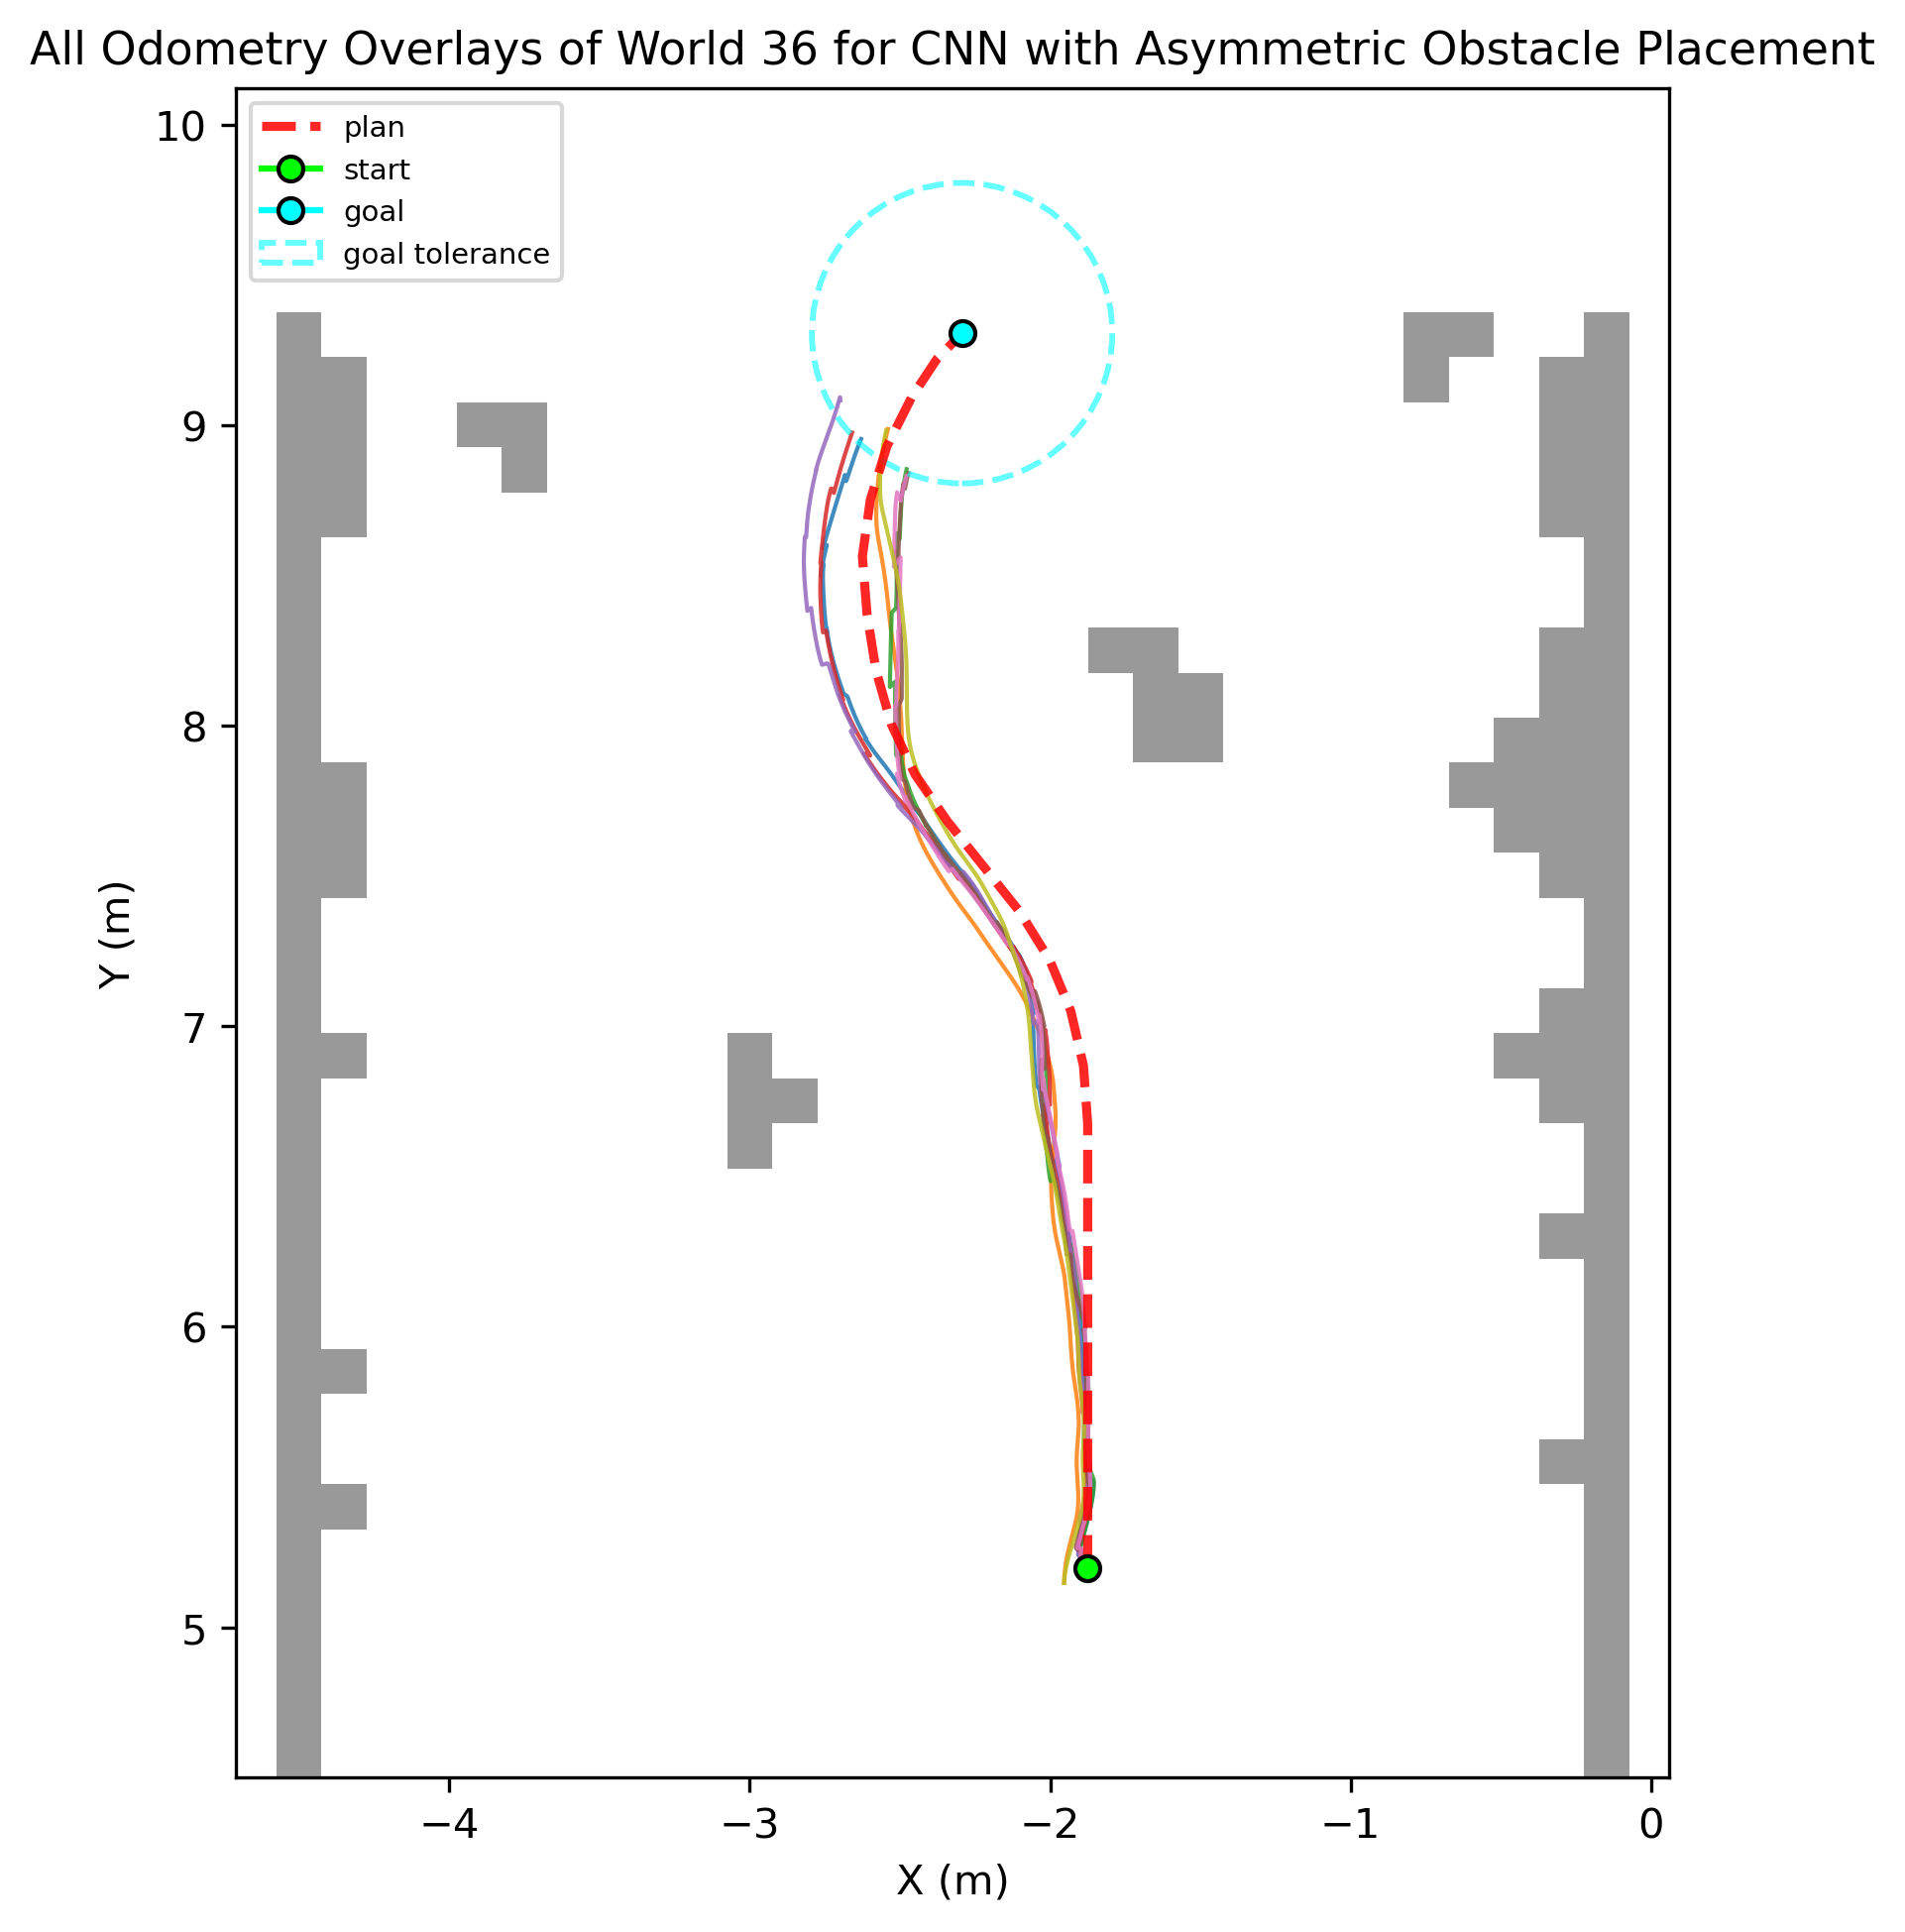 All Odometry Overlays of World 36 for CNN with Asymmetric Obstacle Placement
plan
start
goal
goal tolerance
10
9
8
7
6
5
Y (m)
−4 −3 −2 −1 0
X (m)